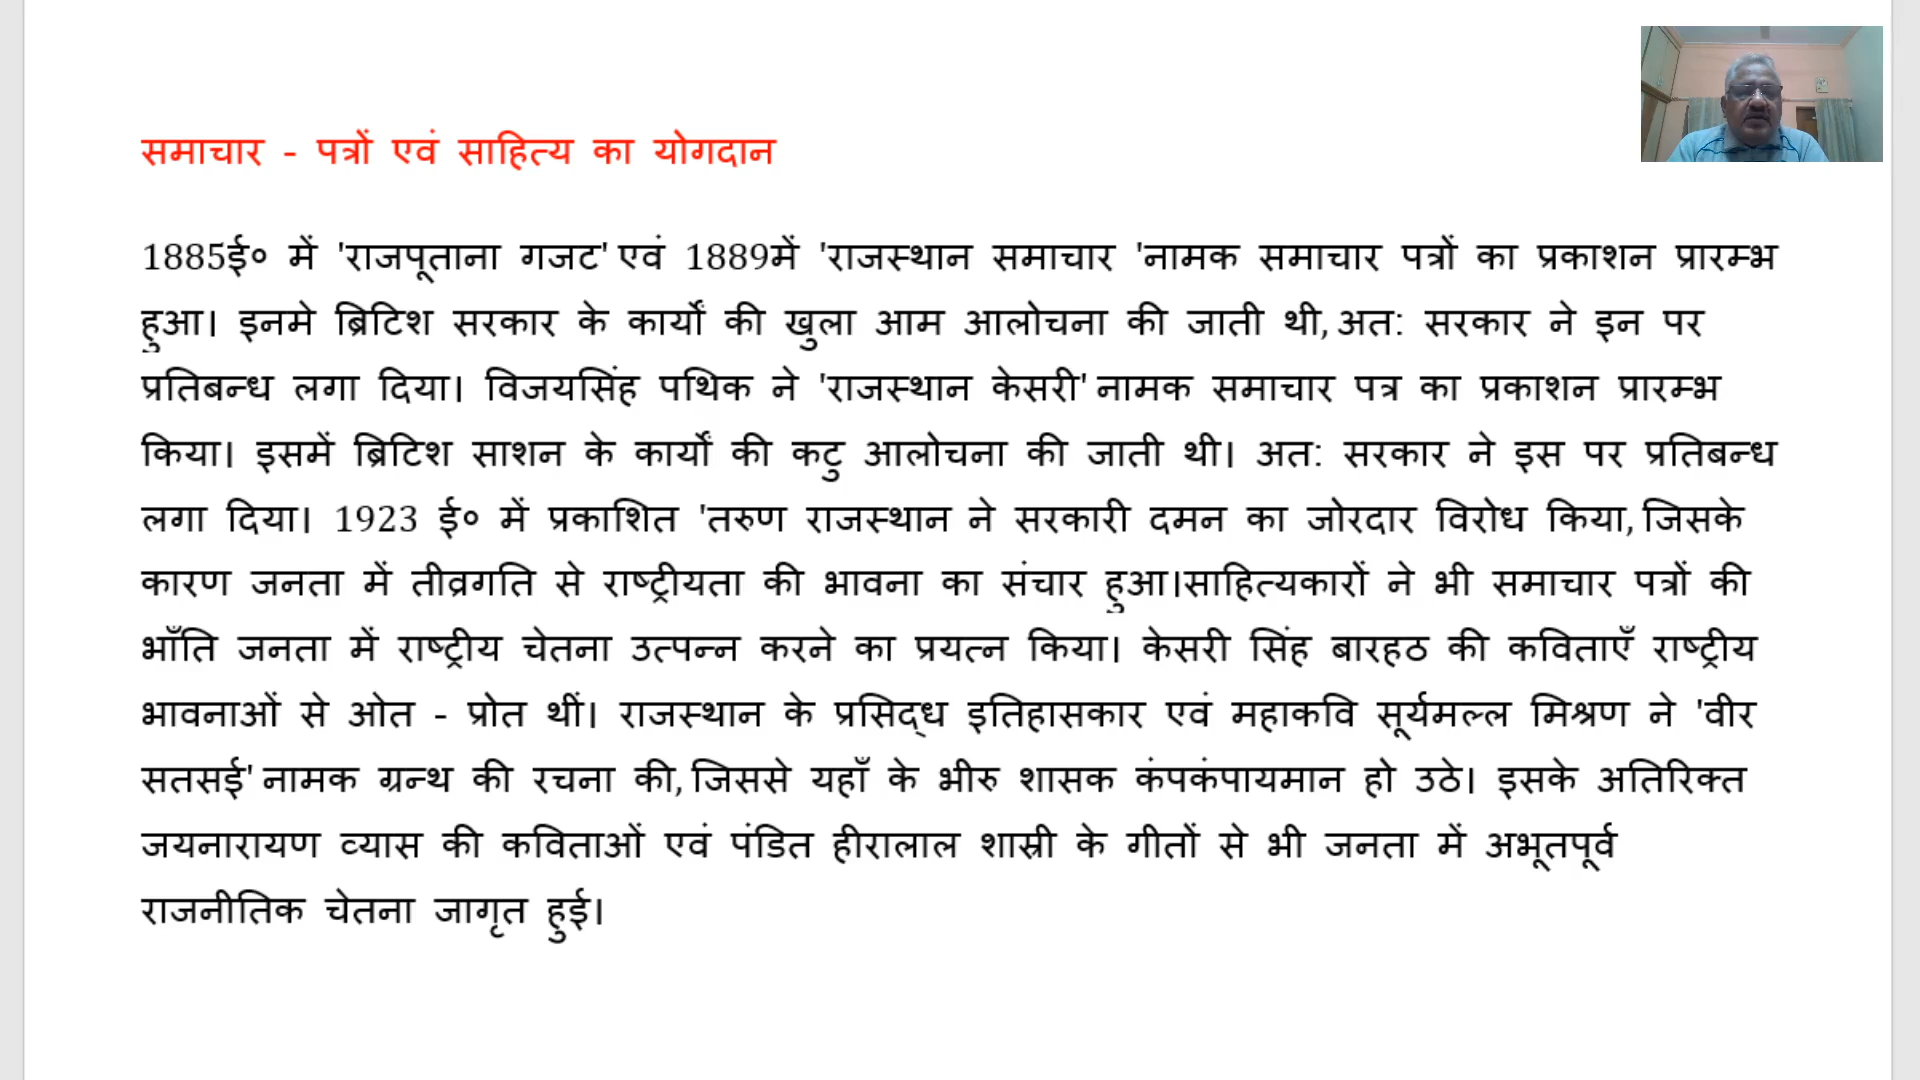 समाचार - पत्रों एवं साहित्य का योगदान
1885ई० में 'राजपूताना गजट' एवं 1889में 'राजस्थान समाचार 'नामक समाचार पत्रों का प्रकाशन प्रारम्भ
हुआ। इनमे ब्रिटिश सरकार के कार्यों की खुला आम आलोचना की जाती थी, अत: सरकार ने इन पर
प्रतिबन्ध लगा दिया। विजयसिंह पथिक ने 'राजस्थान केसरी' नामक समाचार पत्र का प्रकाशन प्रारम्भ
किया। इसमें ब्रिटिश साशन के कार्यों की कटु आलोचना की जाती थी। अत: सरकार ने इस पर प्रतिबन्ध
लगा दिया। 1923 ई० में प्रकाशित 'तरुण राजस्थान ने सरकारी दमन का जोरदार विरोध किया, जिसके
कारण जनता में तीव्रगति से राष्ट्रीयता की भावना का संचार हुआ।साहित्यकारों ने भी समाचार पत्रों की
भाँति जनता में राष्ट्रीय चेतना उत्पन्न करने का प्रयत्न किया। केसरी सिंह बारहठ की कविताएँ राष्ट्रीय
भावनाओं से ओत - प्रोत थीं। राजस्थान के प्रसिद्ध इतिहासकार एवं महाकवि सूर्यमल्ल मिश्रण ने 'वीर
सतसई' नामक ग्रन्थ की रचना की, जिससे यहाँ के भीरु शासक कंपकंपायमान हो उठे। इसके अतिरिक्त
जयनारायण व्यास की कविताओं एवं पंडित हीरालाल शास्री के गीतों से भी जनता में अभूतपूर्व
राजनीतिक चेतना जागृत हुई।